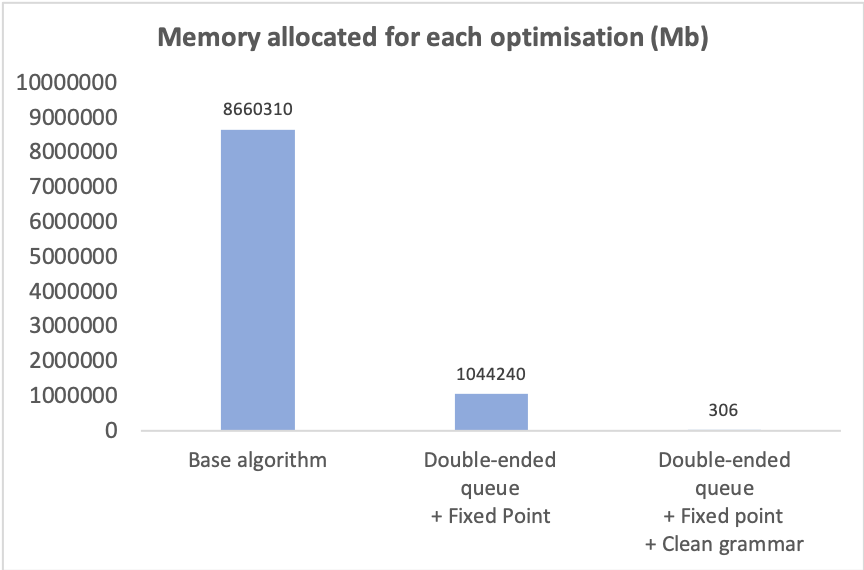 Memory allocated for each optimisation (Mb)
10000000
9000000
8000000
7000000
6000000
5000000
4000000
3000000
2000000
1000000
0
8660310
1044240
306
Base algorithm
Double-ended
queue
+ Fixed Point
Double-ended
queue
+ Fixed point
+ Clean grammar